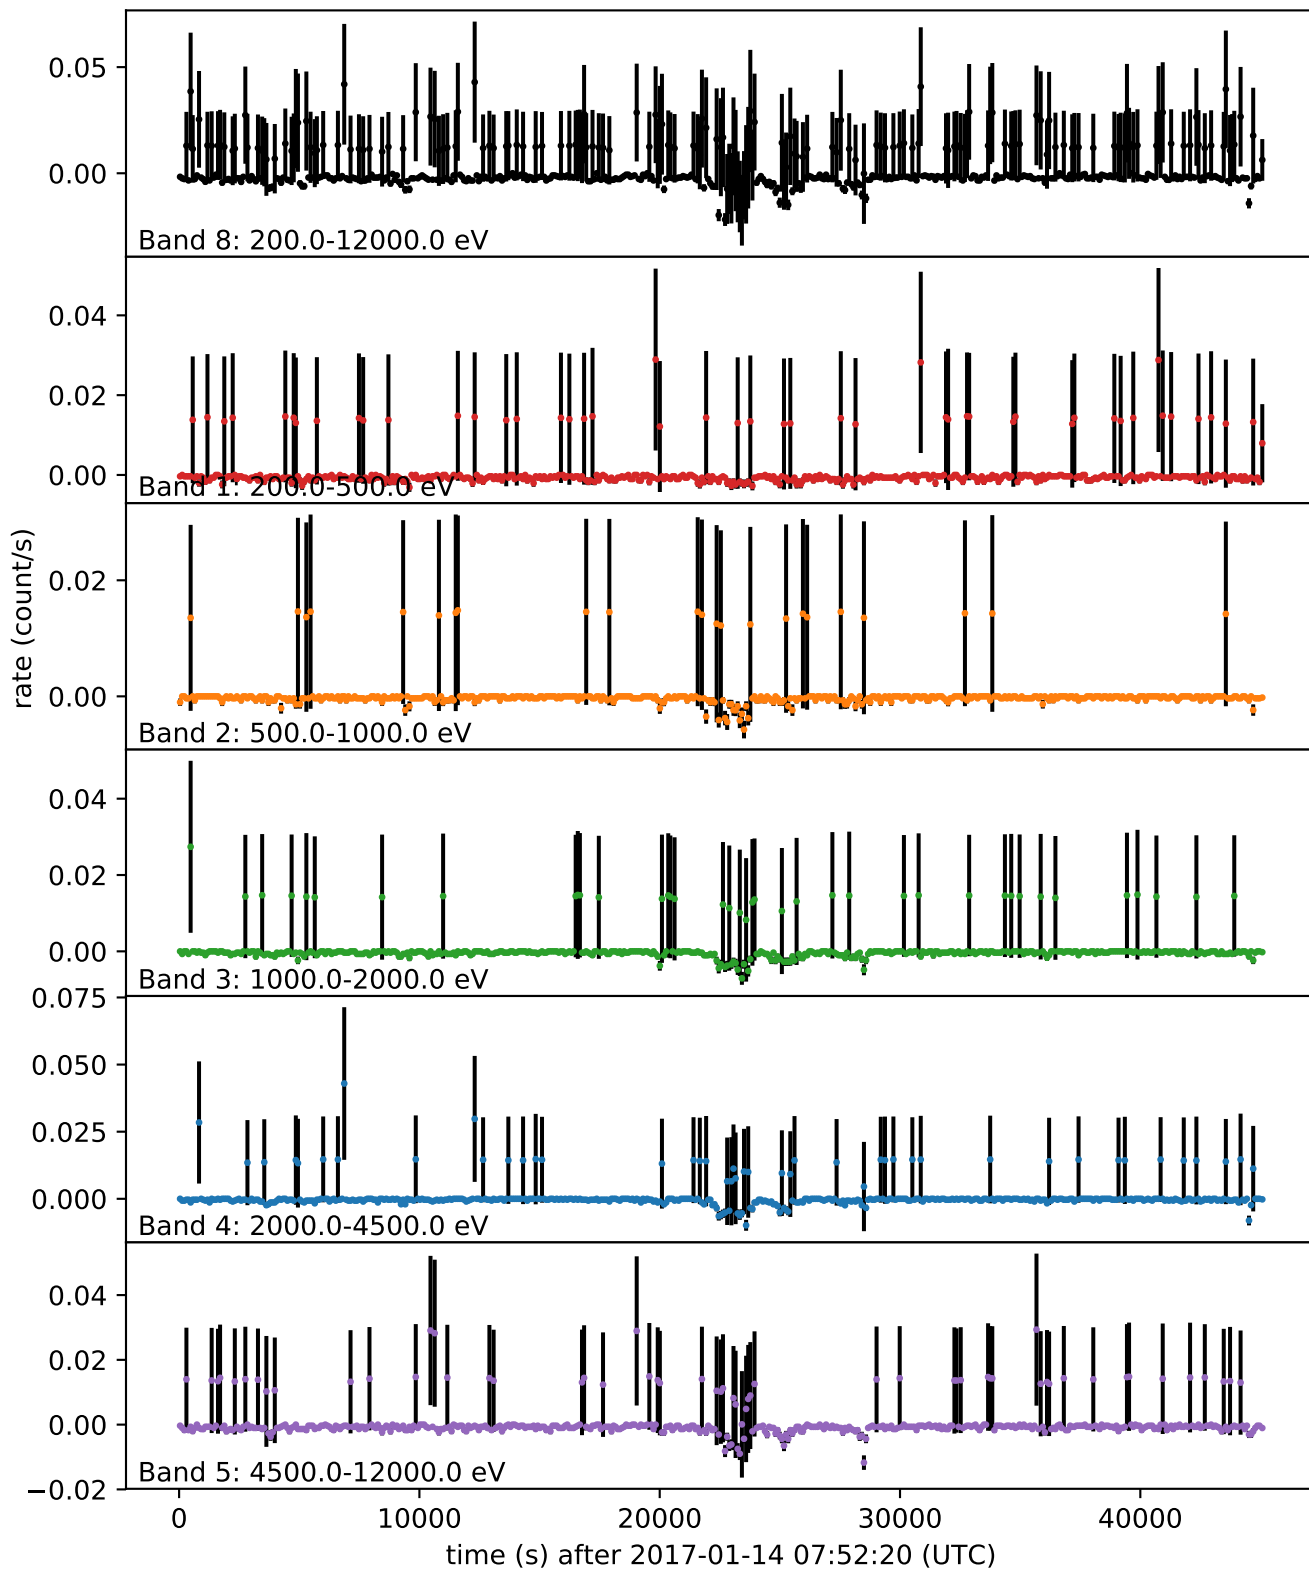 0.05
0.00
Band 8: 200.0-12000.0 eV
0.04
0.02
0.00
Band 1: 200.0-500.0 eV
rate (count/s)
0.02
0.00
Band 2: 500.0-1000.0 eV
0.04
0.02
0.00
Band 3: 1000.0-2000.0 eV
0.075
0.050
0.025
0.000
Band 4: 2000.0-4500.0 eV
0.04
0.02
0.00
−0.02
Band 5: 4500.0-12000.0 eV
0 10000 20000 30000 40000
time (s) after 2017-01-14 07:52:20 (UTC)